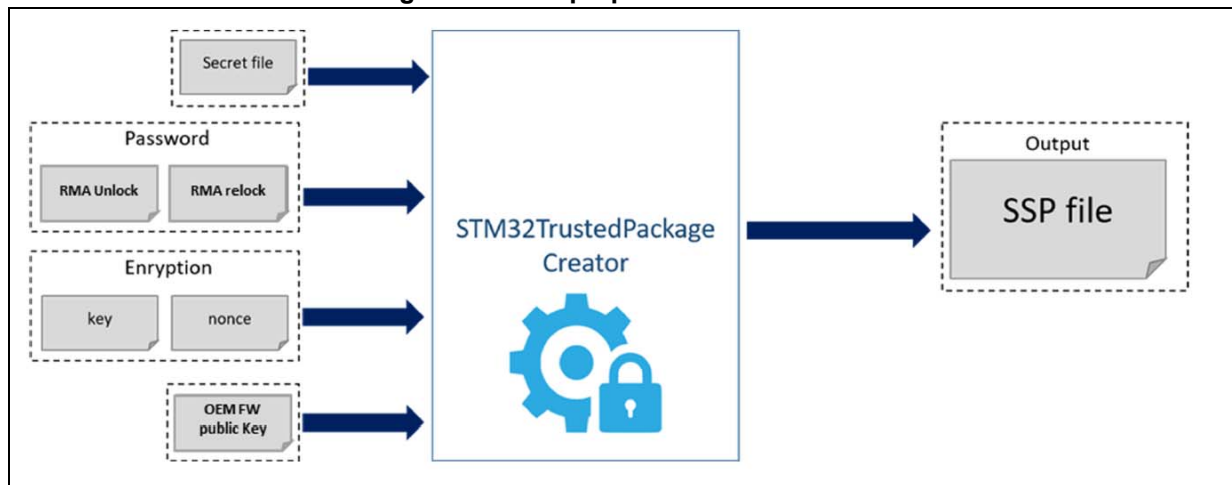 Secret file
Password
RMA Unlock
RMA relock
Enryption
key
nonce
OEM FW
public Key
STM32TrustedPackage
Creator
Output
SSP file